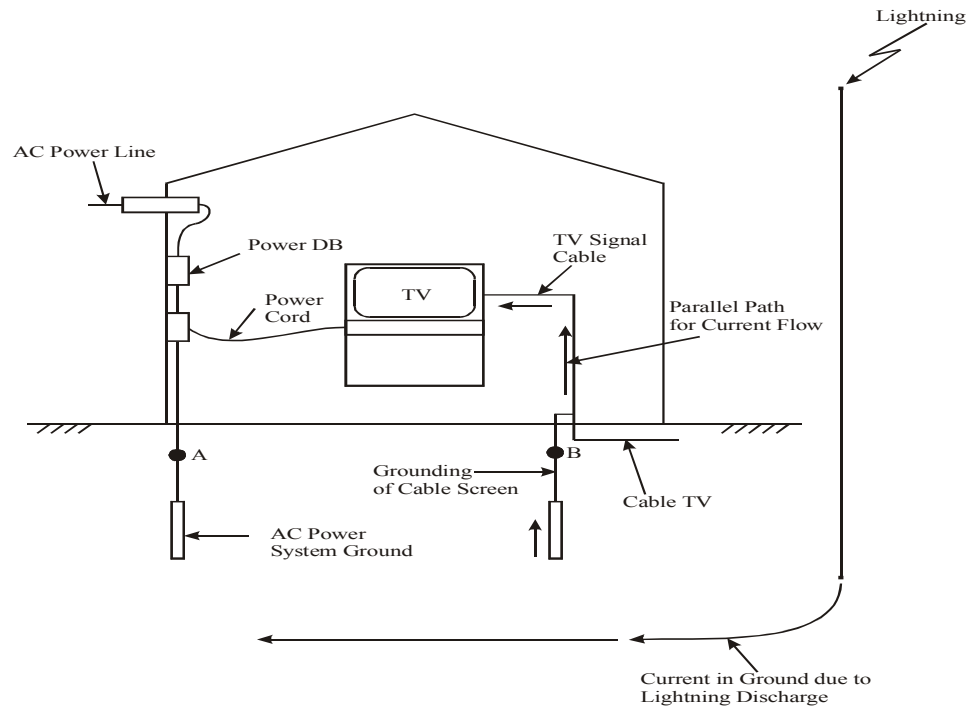 Lightning
AC Power Line
Power DB
TV Signal
Cable
Power
Cord
TV
Parallel Path
for Current Flow
A
B
Grounding
of Cable Screen
Cable TV
AC Power
System Ground
Current in Ground due to
Lightning Discharge